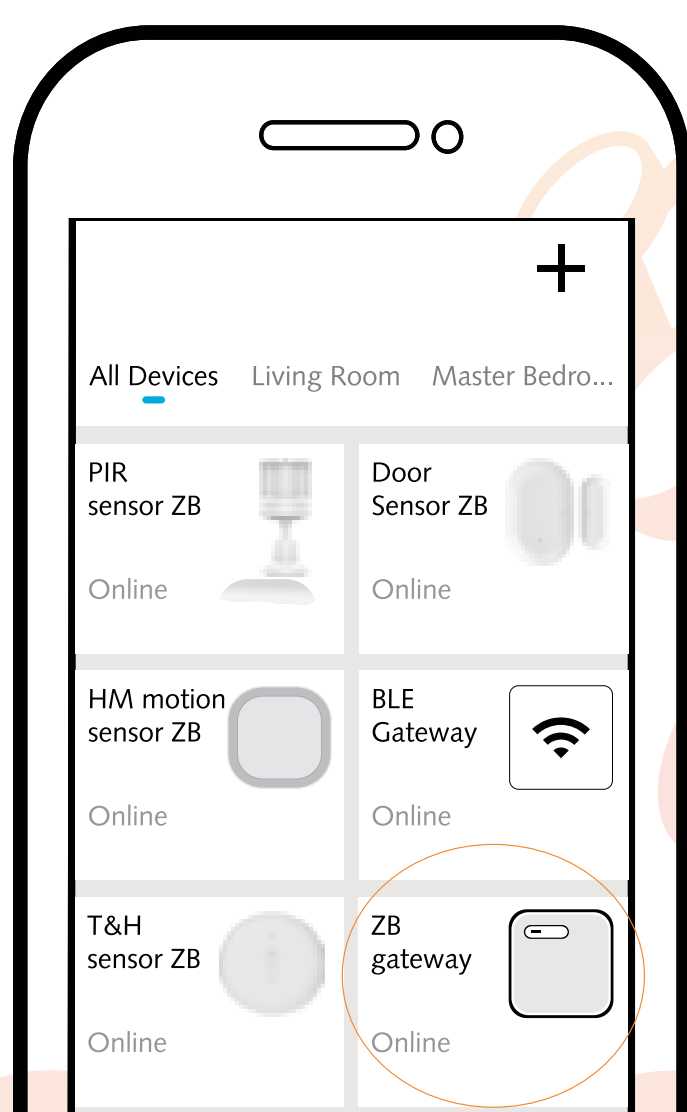 All Devices Living Room Master Bedro...
PIR
sensor ZB
Online
Door
Sensor ZB
Online
HM motion
sensor ZB
Online
BLE
Gateway
Online
T&H
sensor ZB
Online
ZB
gateway
Online